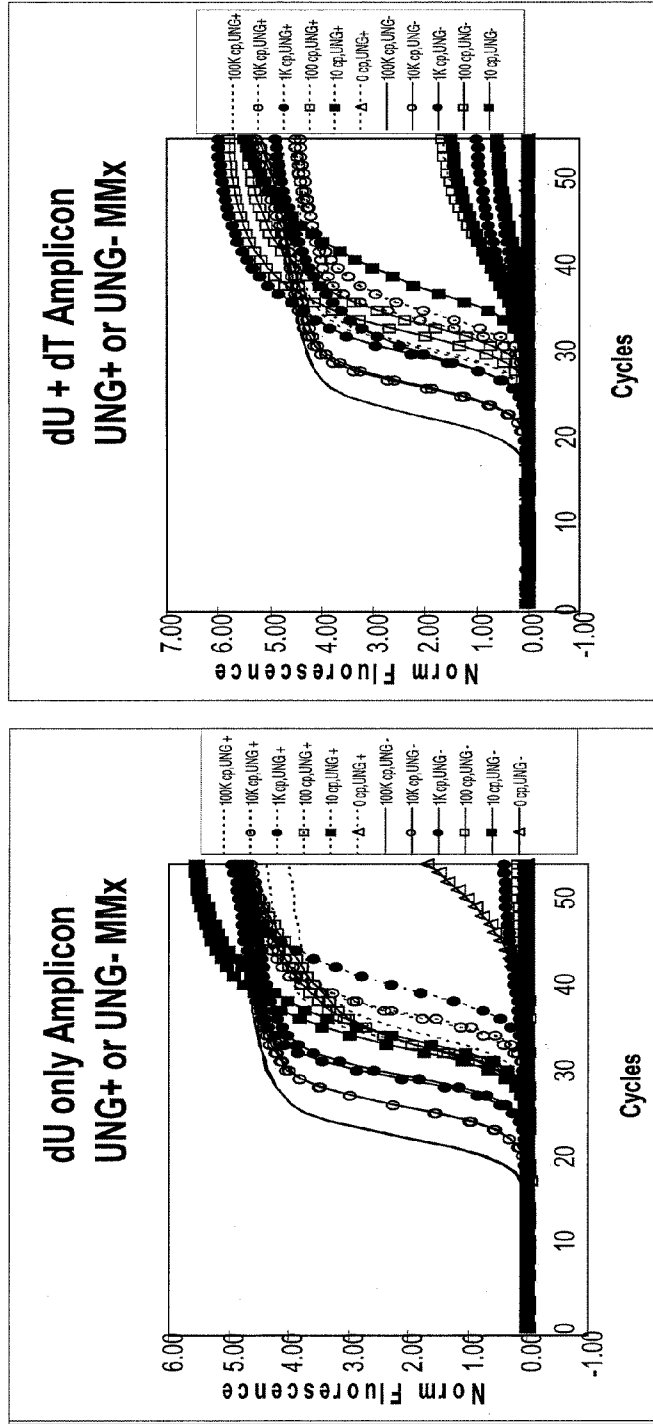 dU only Amplicon
UNG+ or UNG- MMx
6.00
5.00
4.00
3.00
2.00
1.00
0.00
-1.00
Norm Fluorescence
0 10 20 30 40 50
Cycles
100K cp,UNG +
10K cp,UNG +
1K cp,UNG +
100 cp,UNG +
10 cp,UNG +
0 cp,UNG +
100K cp,UNG -
10K cp,UNG-
1K cp,UNG-
100 cp,UNG-
10 cp,UNG-
0 cp,UNG-
dU + dT Amplicon
UNG+ or UNG- MMx
7.00
6.00
5.00
4.00
3.00
2.00
1.00
0.00
-1.00
Norm Fluorescence
0 10 20 30 40 50
Cycles
100K cp,UNG+
10K cp,UNG+
1K cp,UNG+
100 cp,UNG+
10 cp,UNG+
0 cp,UNG+
100K cp,UNG-
10K cp,UNG-
1K cp,UNG-
100 cp,UNG-
10 cp,UNG-